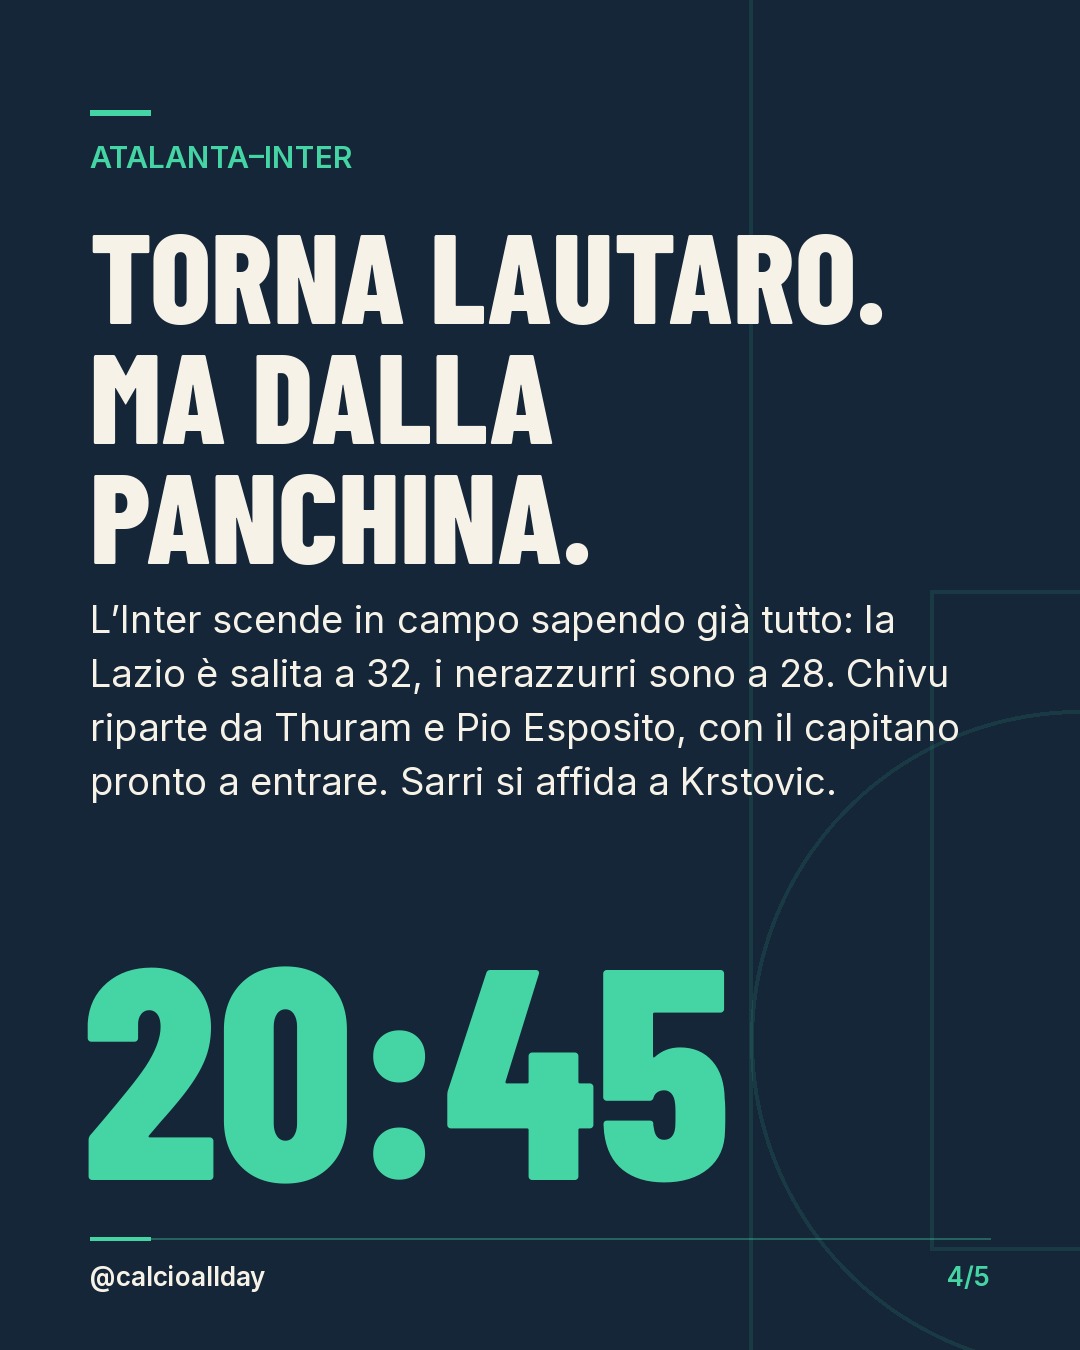 ATALANTA–INTER
TORNA LAUTARO.
MA DALLA
PANCHINA.
L’Inter scende in campo sapendo già tutto: la
Lazio è salita a 32, i nerazzurri sono a 28. Chivu
riparte da Thuram e Pio Esposito, con il capitano
pronto a entrare. Sarri si affida a Krstovic.
20:45
@calcioallday
4/5